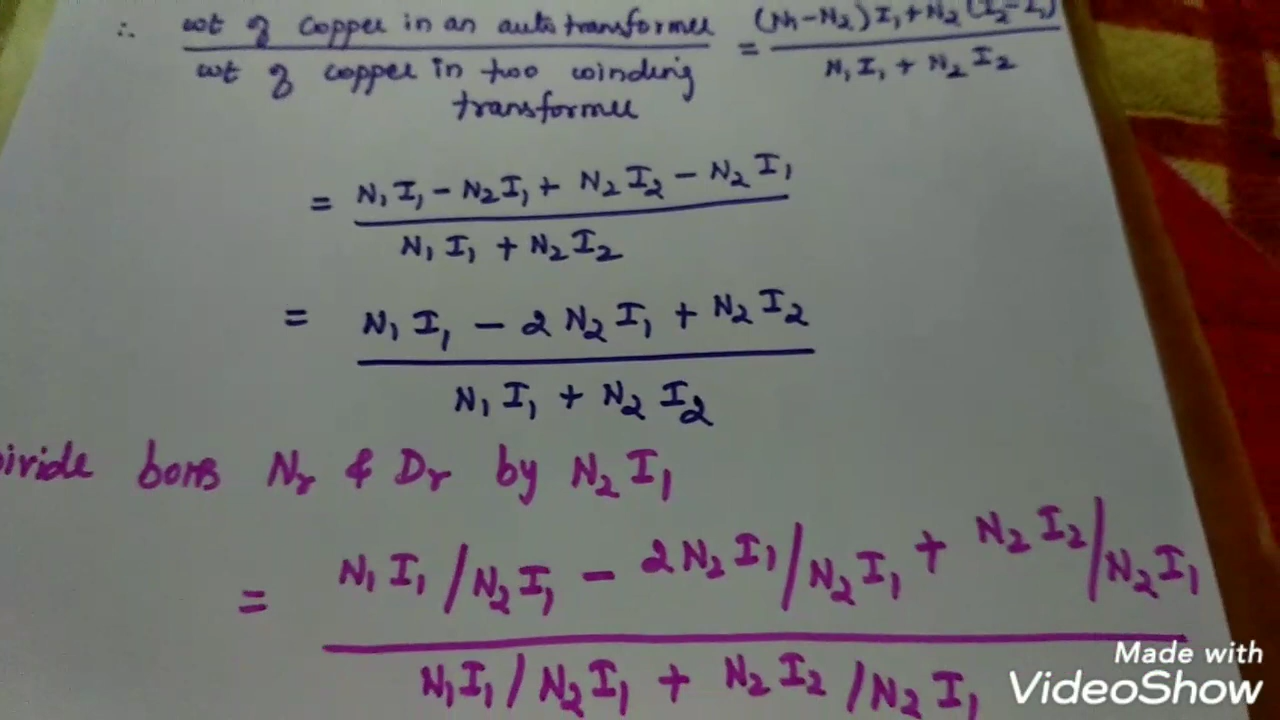 ∴ wt of copper in an auto transformer / wt of copper in two winding transformer = (N₁-N₂)I₁+N₂(I₂-I₁) / N₁I₁ + N₂I₂
= N₁I₁ - N₂I₁ + N₂I₂ - N₂I₁ / N₁I₁ + N₂I₂
= N₁I₁ - 2N₂I₁ + N₂I₂ / N₁I₁ + N₂I₂
ivide Nr & Dr by N₂I₁
= N₁I₁/N₂I₁ - 2N₂I₁/N₂I₁ + N₂I₂/N₂I₁
N₁I₁/N₂I₁ + N₂I₂/N₂I₁
Made with
VideoShow